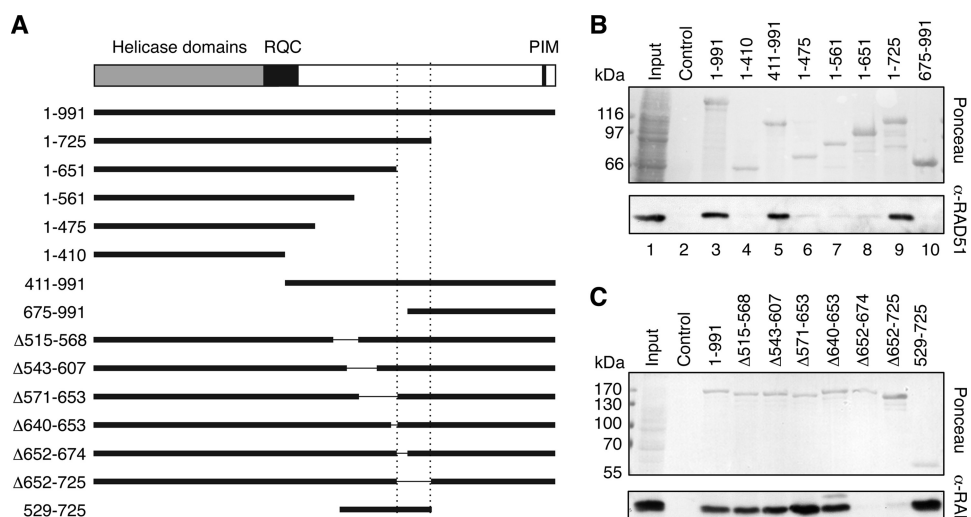 A
Helicase domains RQC PIM
1-991
1-725
1-651
1-561
1-475
1-410
411-991
675-991
Δ515-568
Δ543-607
Δ571-653
Δ640-653
Δ652-674
Δ652-725
529-725
B
kDa Input Control 1-991 1-410 411-991 1-475 1-561 1-651 1-725 675-991
116
97
66
Ponceau
α-RAD51
1 2 3 4 5 6 7 8 9 10
C
kDa Input Control 1-991 Δ515-568 Δ543-607 Δ571-653 Δ640-653 Δ652-674 Δ652-725 529-725
170
130
100
70
55
Ponceau